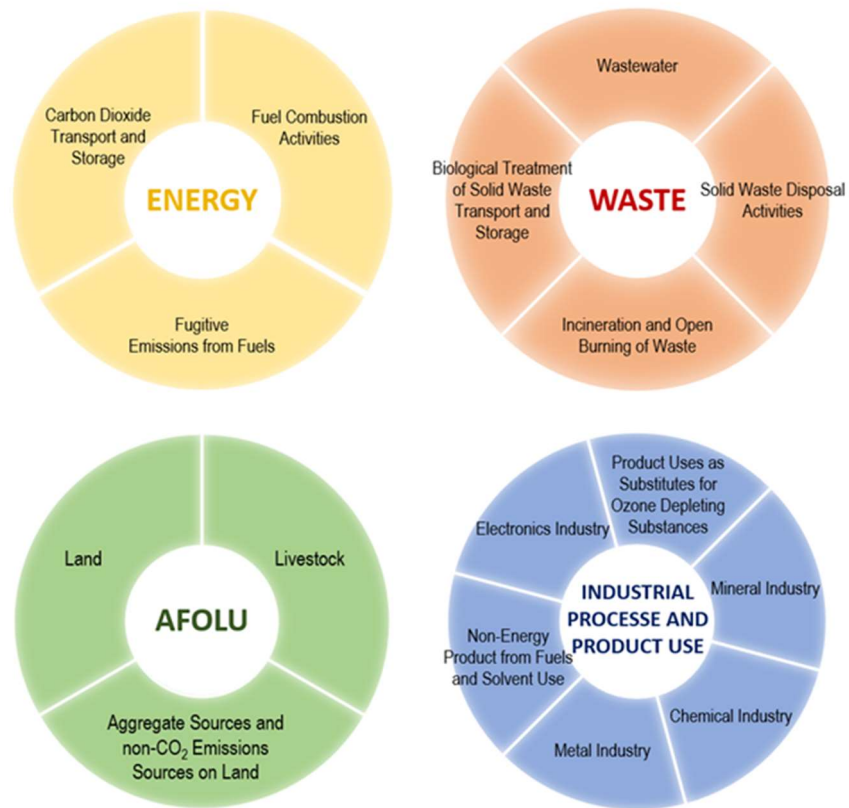 Carbon Dioxide
Transport and
Storage
Fuel Combustion
Activities
ENERGY
Fugitive
Emissions from Fuels
Wastewater
Biological Treatment
of Solid Waste
Transport and
Storage
WASTE
Solid Waste Disposal
Activities
Incineration and Open
Burning of Waste
Land
Livestock
AFOLU
Aggregate Sources and
non-CO₂ Emissions
Sources on Land
Product Uses as
Substitutes for
Ozone Depleting
Substances
Electronics Industry
Mineral Industry
INDUSTRIAL
PROCESSE AND
PRODUCT USE
Non-Energy
Product from Fuels
and Solvent Use
Chemical Industry
Metal Industry